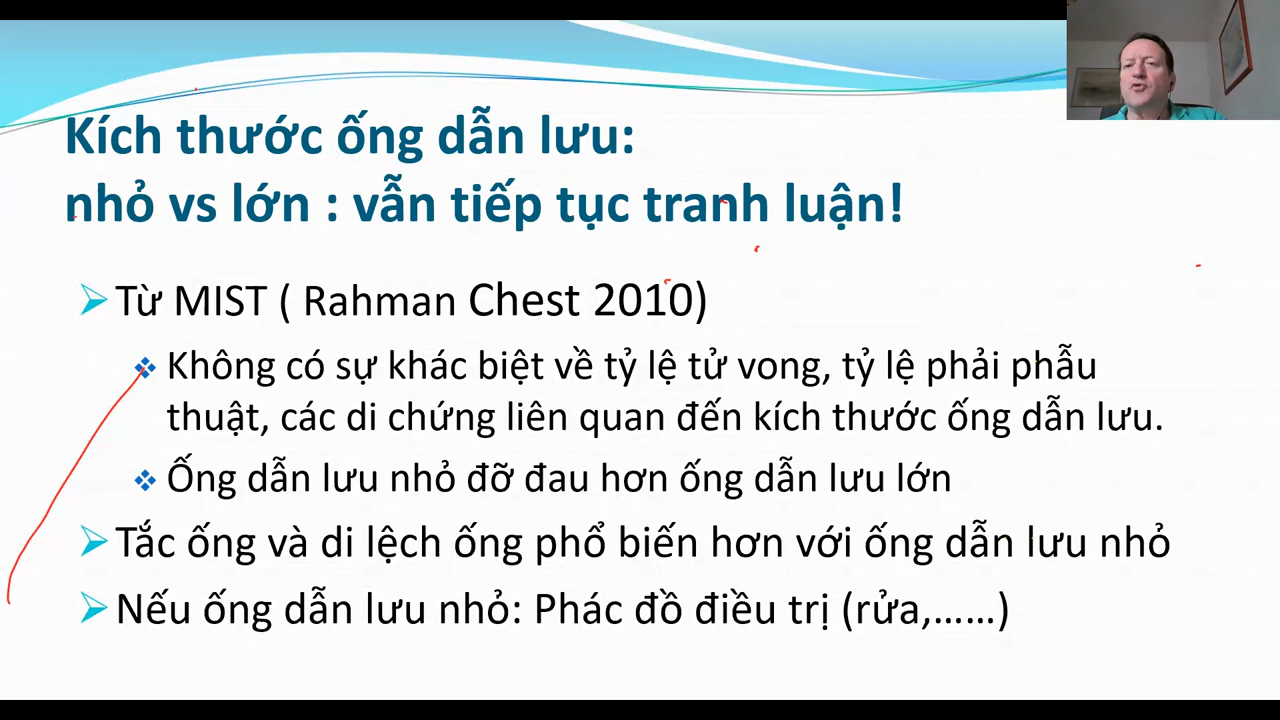 Kích thước ống dẫn lưu:
nhỏ vs lớn : vẫn tiếp tục tranh luận!
Từ MIST ( Rahman Chest 2010)
Không có sự khác biệt về tỷ lệ tử vong, tỷ lệ phải phẫu
thuật, các di chứng liên quan đến kích thước ống dẫn lưu.
Ống dẫn lưu nhỏ đỡ đau hơn ống dẫn lưu lớn
Tắc ống và di lệch ống phổ biến hơn với ống dẫn lưu nhỏ
Nếu ống dẫn lưu nhỏ: Phác đồ điều trị (rửa,……)